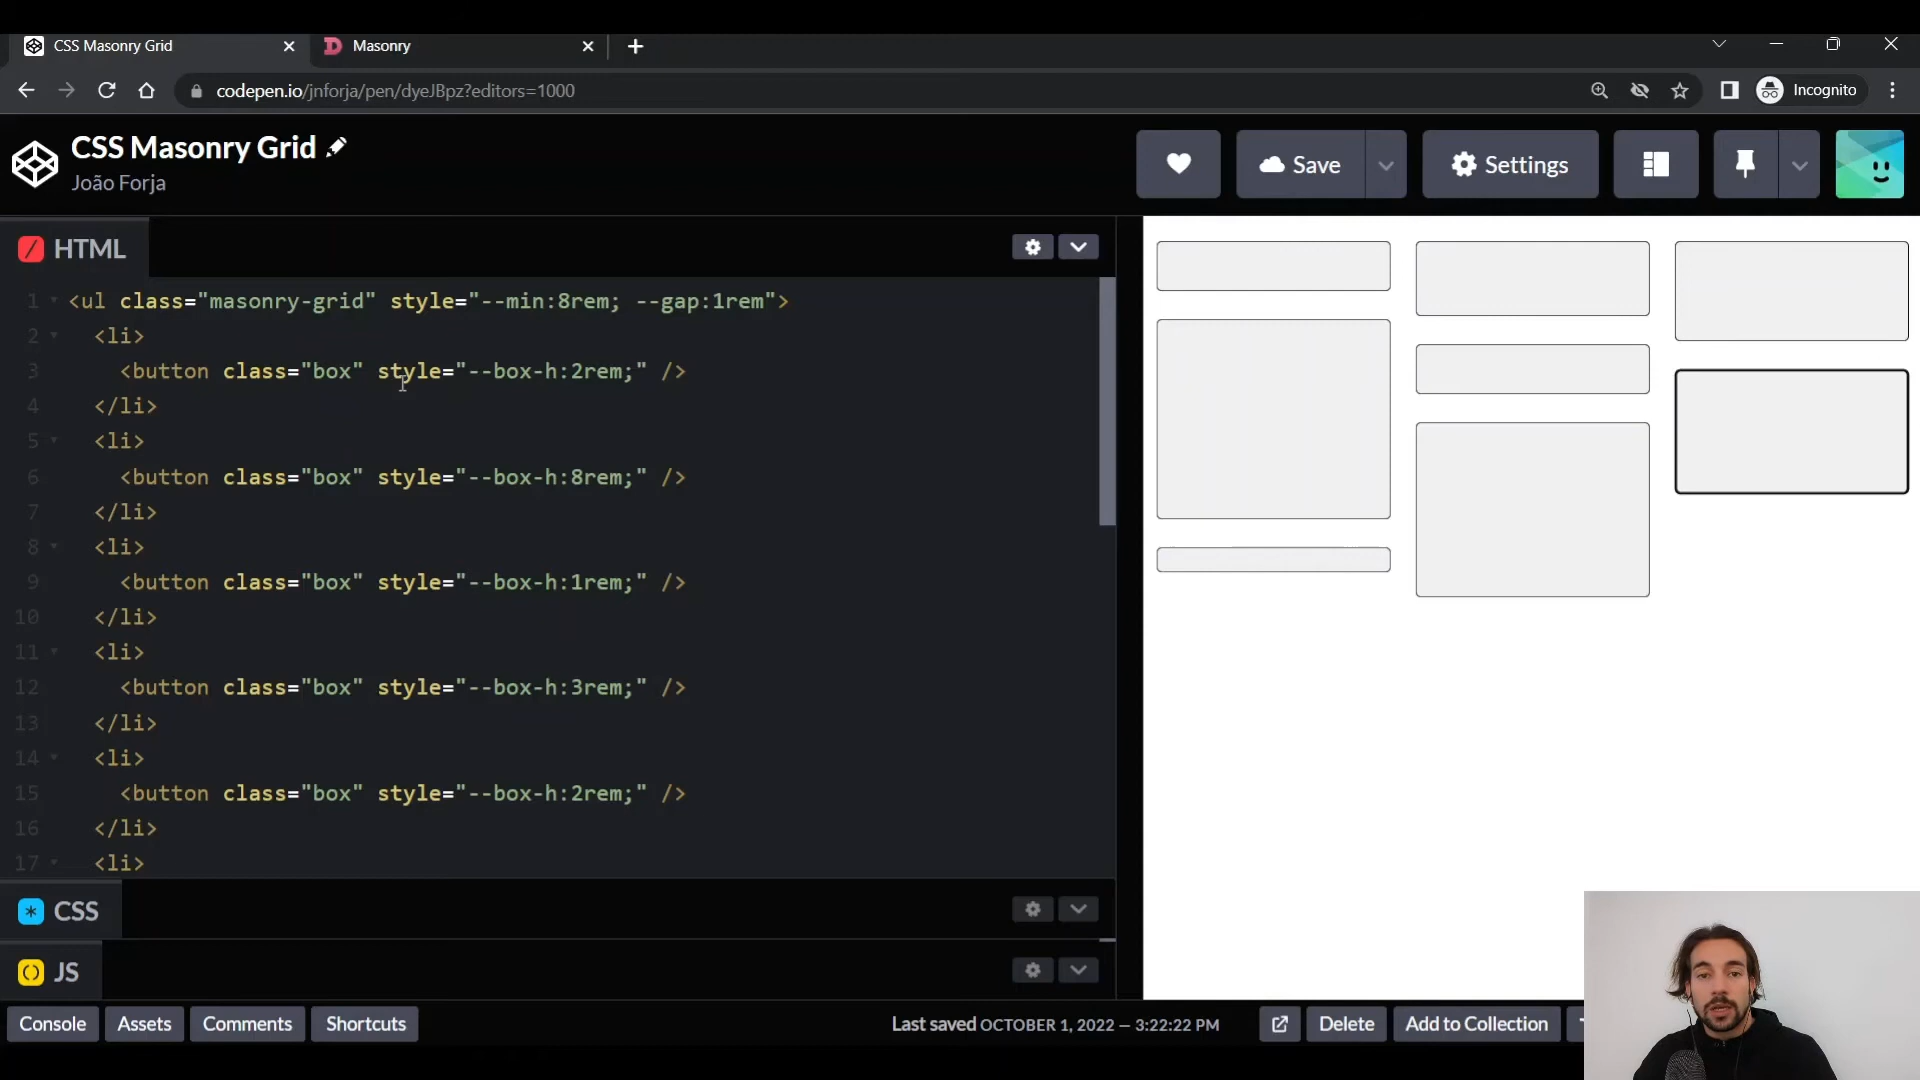 CSS Masonry Grid
Masonry
codepen.io/jnforja/pen/dyeJBpz?editors=1000
Incognito
CSS Masonry Grid
João Forja
Save
Settings
HTML
1 <ul class="masonry-grid" style="--min:8rem; --gap:1rem">
2 <li>
3 <button class="box" style="--box-h:2rem;" />
4 </li>
5 <li>
6 <button class="box" style="--box-h:8rem;" />
7 </li>
8 <li>
9 <button class="box" style="--box-h:1rem;" />
10 </li>
11 <li>
12 <button class="box" style="--box-h:3rem;" />
13 </li>
14 <li>
15 <button class="box" style="--box-h:2rem;" />
16 </li>
17 <li>
CSS
JS
Console
Assets
Comments
Shortcuts
Last saved OCTOBER 1, 2022 — 3:22:22 PM
Delete
Add to Collection